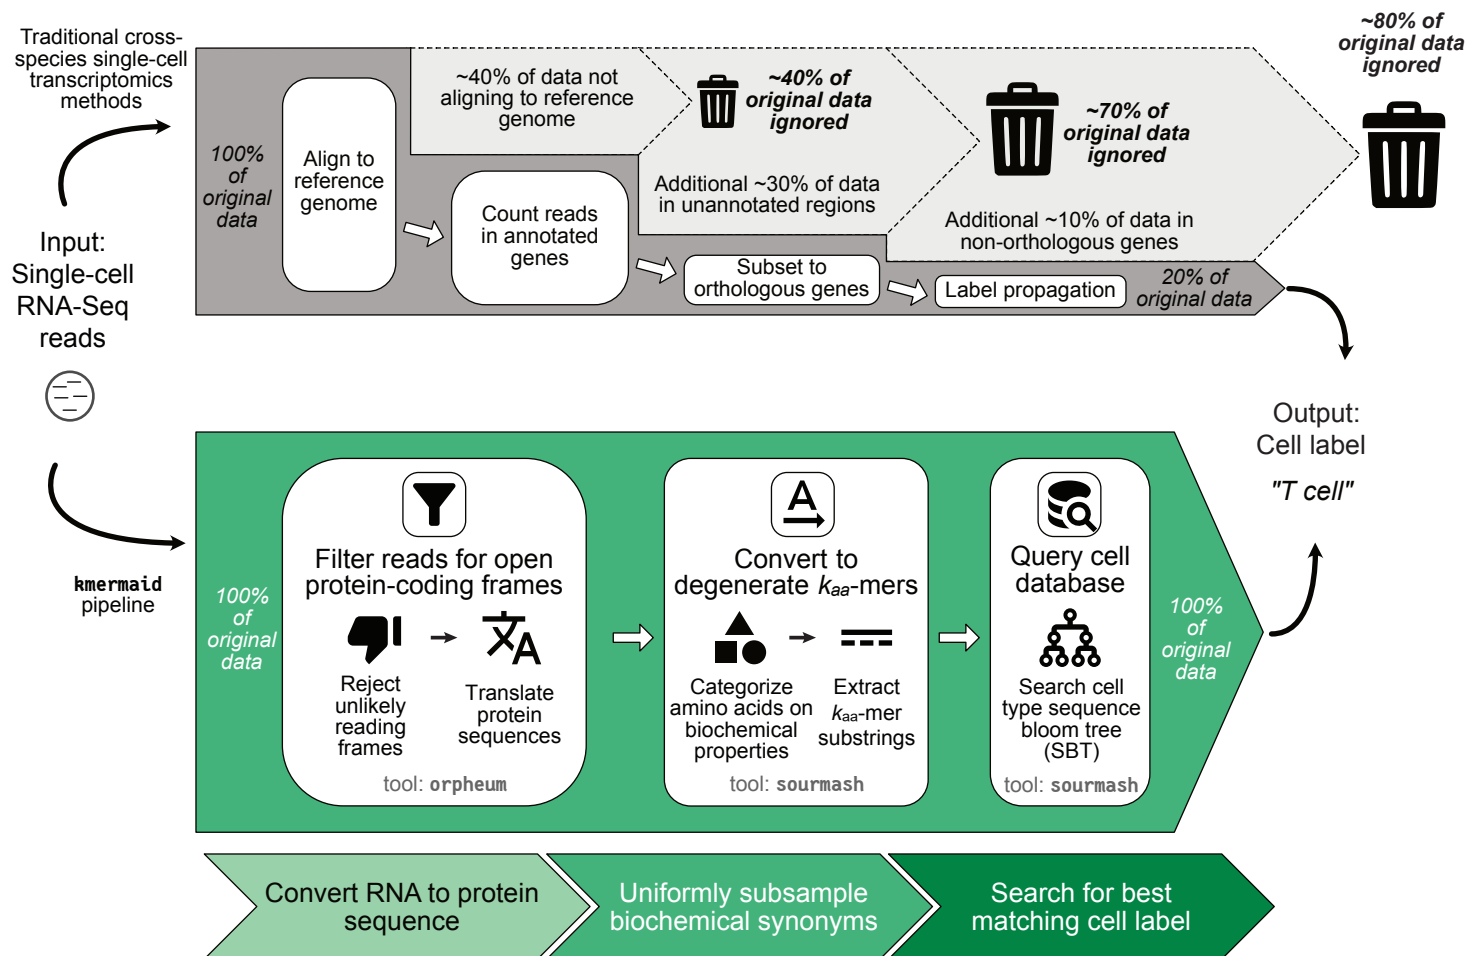 Traditional cross-
species single-cell
transcriptomics
methods
~40% of data not
aligning to reference
genome
~40% of
original data
ignored
~70% of
original data
ignored
~80% of
original data
ignored
100%
of
original
data
Align to
reference
genome
Count reads
in annotated
genes
Additional ~30% of data
in unannotated regions
Additional ~10% of data in
non-orthologous genes
Subset to
orthologous genes
Label propagation
20% of
original data
Input:
Single-cell
RNA-Seq
reads
Output:
Cell label
"T cell"
kmermaid
pipeline
100%
of
original
data
Filter reads for open
protein-coding frames
Reject
unlikely
reading
frames
Translate
protein
sequences
tool: orpheum
A
Convert to
degenerate kaa-mers
Categorize
amino acids on
biochemical
properties
Extract
kaa-mer
substrings
tool: sourmash
Query cell
database
Search cell
type sequence
bloom tree
(SBT)
tool: sourmash
100%
of
original
data
Convert RNA to protein
sequence
Uniformly subsample
biochemical synonyms
Search for best
matching cell label